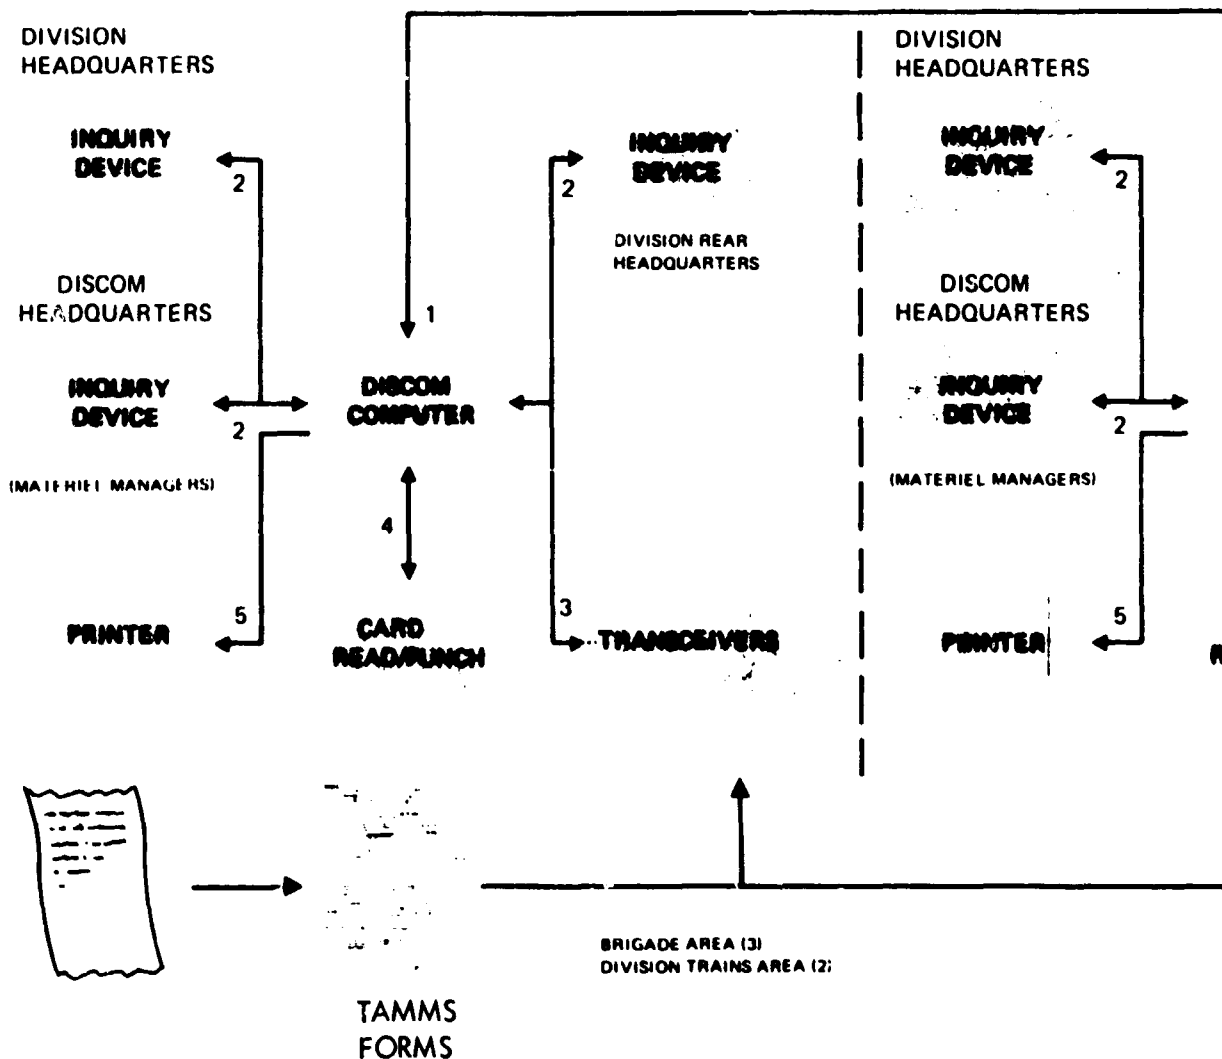 DIVISION
HEADQUARTERS
INQUIRY
DEVICE
2
DISCOM
HEADQUARTERS
INQUIRY
DEVICE
2
(MATERIEL MANAGERS)
5
PRINTER
1
DISCOM
COMPUTER
4
CARD
READ/PUNCH
2
INQUIRY
DEVICE
DIVISION REAR
HEADQUARTERS
3
TRANSCEIVERS
DIVISION
HEADQUARTERS
INQUIRY
DEVICE
2
DISCOM
HEADQUARTERS
INQUIRY
DEVICE
2
(MATERIEL MANAGERS)
5
PRINTER
R
TAMMS
FORMS
BRIGADE AREA (3)
DIVISION TRAINS AREA (2)